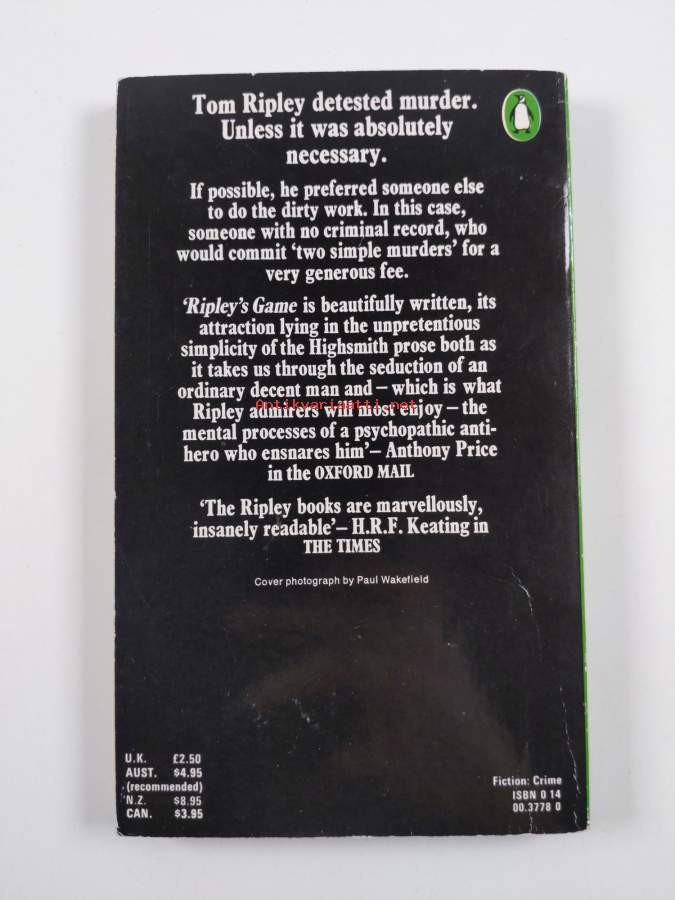 Tom Ripley detested murder.
Unless it was absolutely
necessary.
If possible, he preferred someone else
to do the dirty work. In this case,
someone with no criminal record, who
would commit ‘two simple murders’ for a
very generous fee.
‘Ripley’s Game is beautifully written, its
attraction lying in the unpretentious
simplicity of the Highsmith prose both as
it takes us through the seduction of an
ordinary decent man and – which is what
Ripley admirers will most enjoy – the
Antikvariaatti.net
mental processes of a psychopathic anti-
hero who ensnares him’ – Anthony Price
in the OXFORD MAIL
‘The Ripley books are marvellously,
insanely readable’ – H.R.F. Keating in
THE TIMES
Cover photograph by Paul Wakefield
U.K. £2.50
AUST. $4.95
(recommended)
N.Z. $8.95
CAN. $3.95
Fiction: Crime
ISBN 0 14
00.3778 0